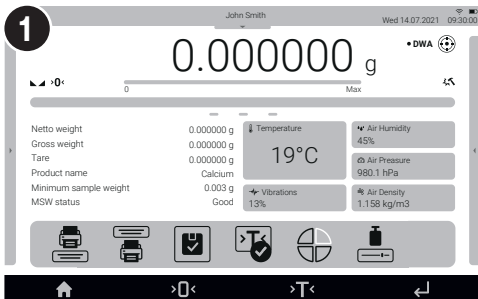 1
John Smith
Wed 14.07.2021 09:30:00
0.000000 g
• DWA
>0<
0 Max
Netto weight 0.000000 g
Gross weight 0.000000 g
Tare 0.000000 g
Product name Calcium
Minimum sample weight 0.003 g
MSW status Good
Temperature
19°C
Vibrations
13%
Air Humidity
45%
Air Preasure
980.1 hPa
Air Density
1.158 kg/m3
>T<
>0<
>T<